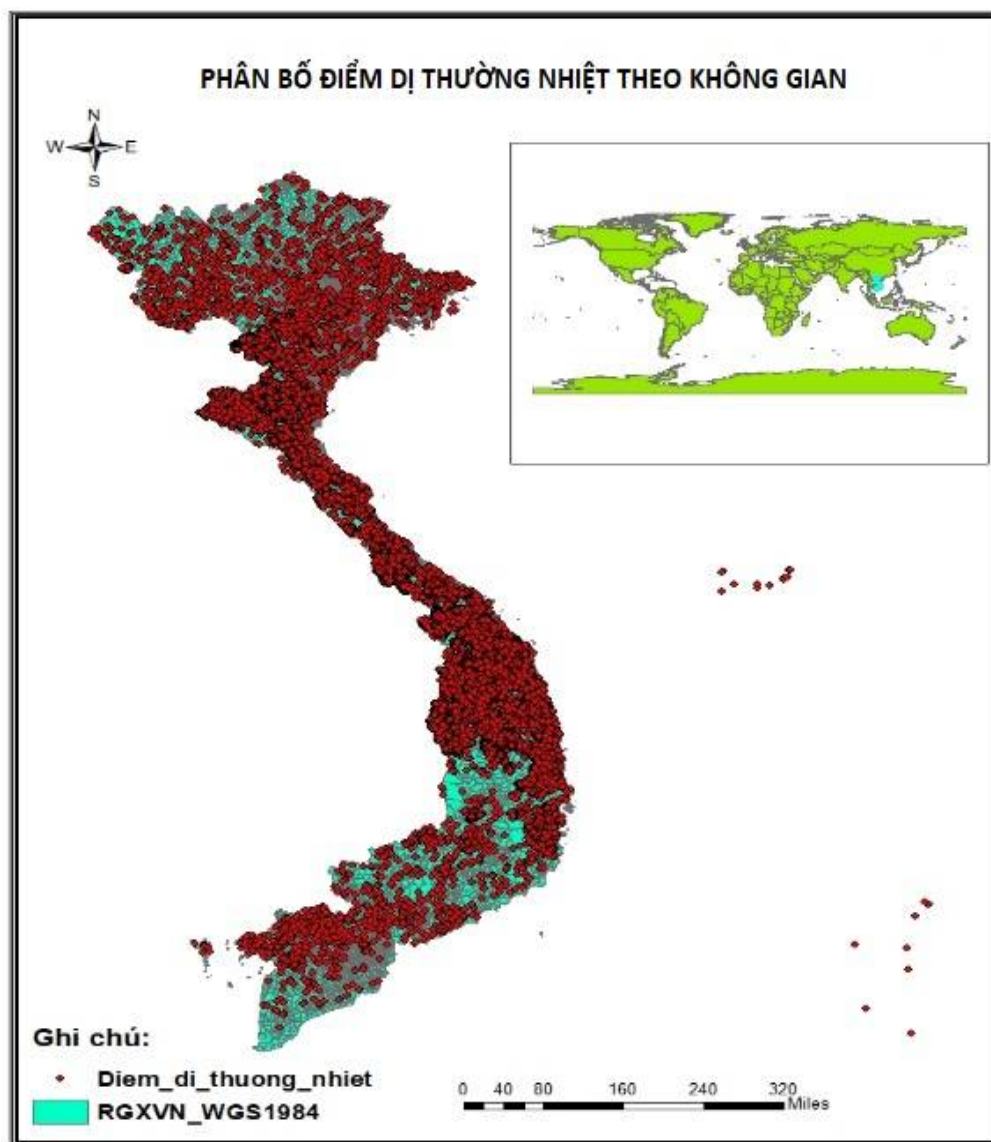 PHÂN BỐ ĐIỂM DỊ THƯỜNG NHIỆT THEO KHÔNG GIAN
N
W E
S
Ghi chú:
Diem_di_thuong_nhiet
RGXVN_WGS1984
0 40 80 160 240 320
Miles